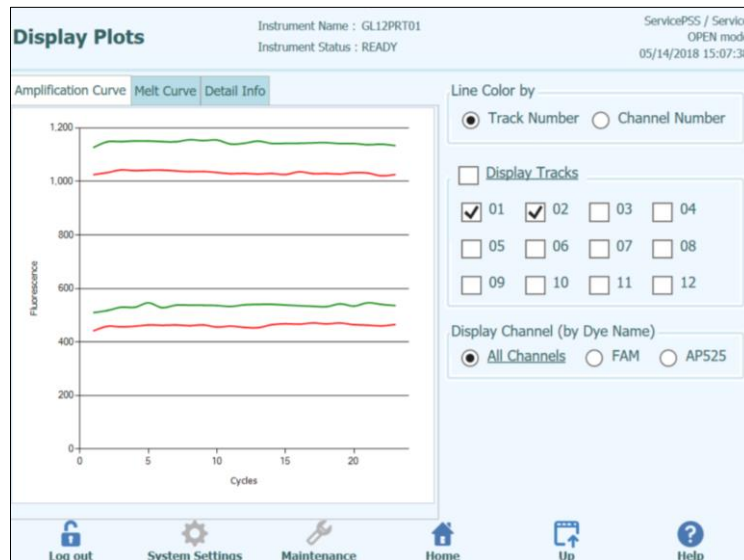 Display Plots
Instrument Name : GL12PRT01
Instrument Status : READY
ServicePSS / Servic
OPEN mod
05/14/2018 15:07:38
Amplification Curve Melt Curve Detail Info
1,200
1,000
800
600
400
200
0
Fluorescence
0 5 10 15 20
Cycles
Line Color by
Track Number Channel Number
Display Tracks
01 02 03 04
05 06 07 08
09 10 11 12
Display Channel (by Dye Name)
All Channels FAM AP525
Log out System Settings Maintenance Home Up Help